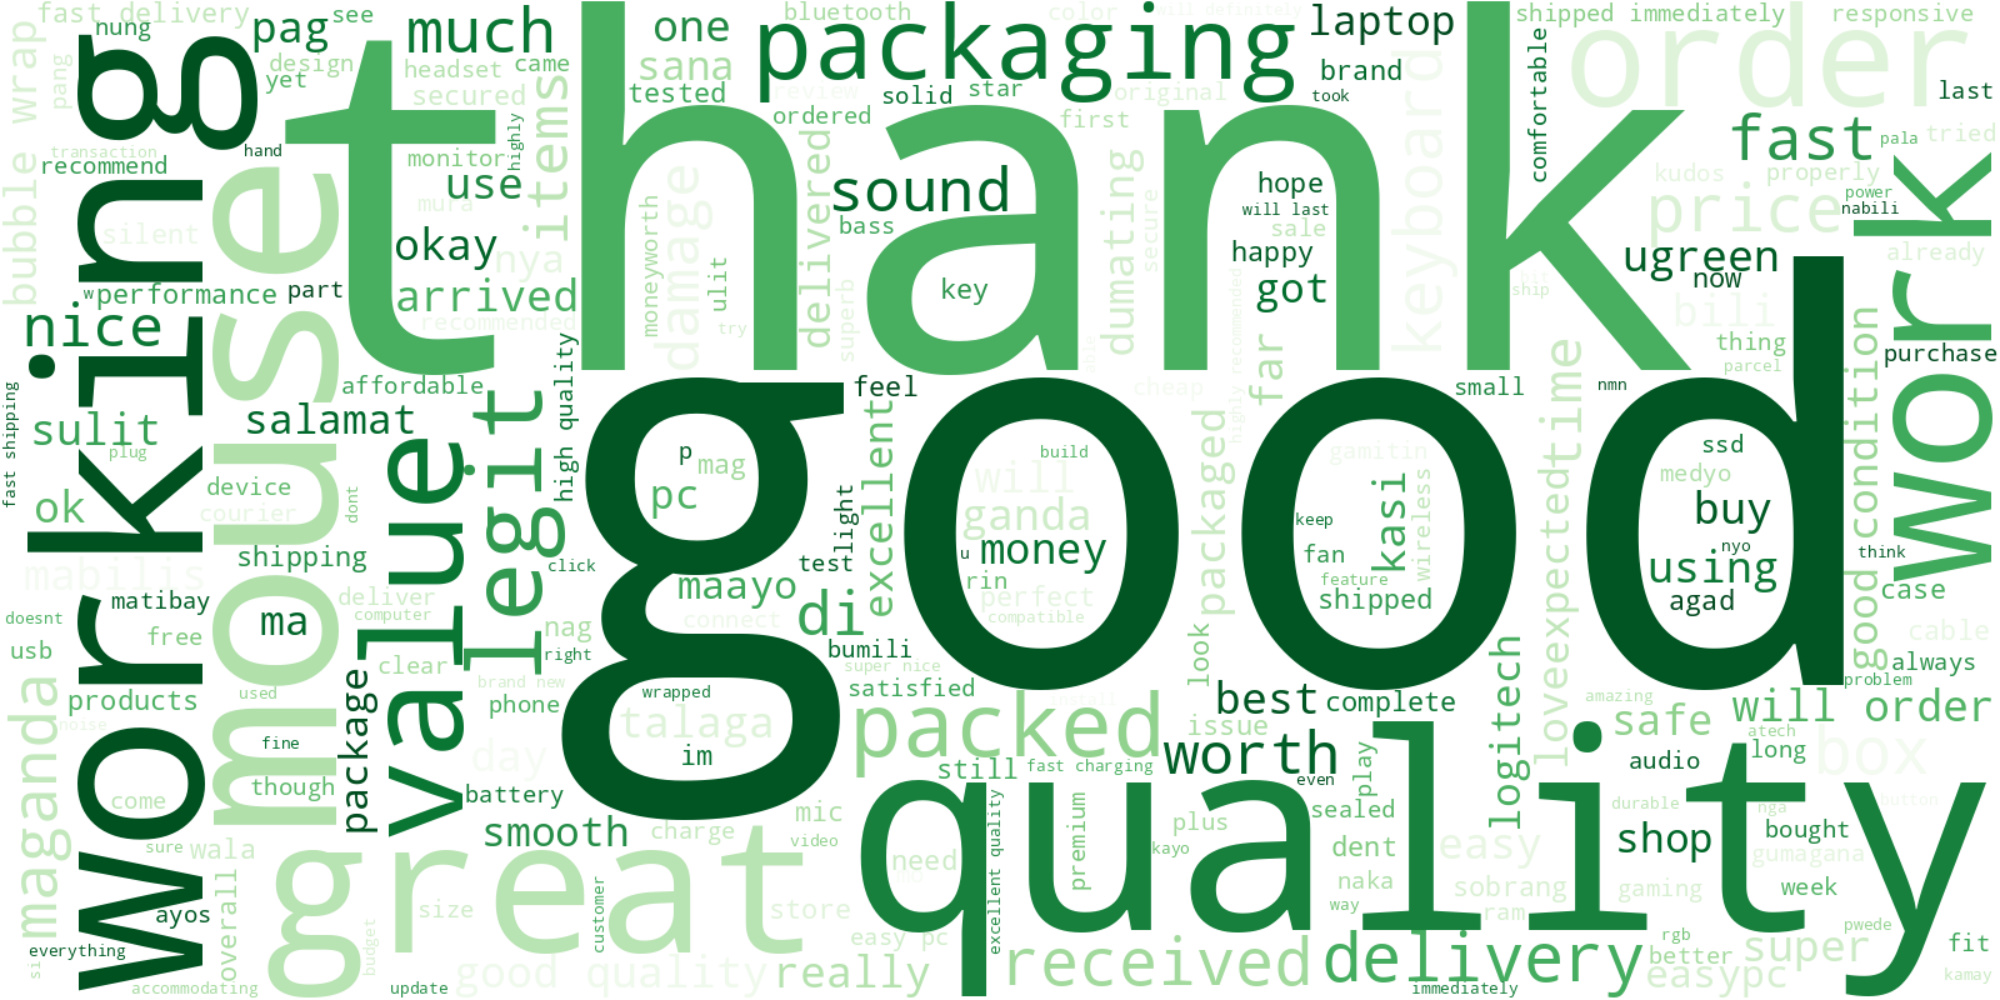 fast delivery
nung
pag
see
much
one
packaging
bluetooth
color
will definitely
laptop
shipped immediately
responsive
bubble wrap
pang
design
yet
headset
came
secured
sana
tested
review
solid
star
original
brand
took
comfortable
order
last
working
thank
items
ordered
first
keyboard
fast
pala
tried
transaction
hand
recommend
monitor
highly
use
mouse
mura
damage
delivered
sound
bass
dumating
secure
hope
will last
sale
kudos
properly
price
power
nabili
work
silent
okay
nya
moneyworth
ulit
happy
got
ugreen
now
already
w
performance
part
arrived
key
bit
ship
bili
nice
recommended
try
superb
able
highly recommended
far
thing
parcel
purchase
good condition
fast shipping
affordable
high quality
feel
cheap
small
nmn
sulit
plug
salamat
value
legit
good
excellent
packaged
expected
time
love
build
gamitin
ssd
medyo
p
mag
pc
will
ganda
money
u
rin
perfect
compatible
kasi
wireless
keep
fan
feature
shipped
buy
nyo
using
agad
think
case
ok
device
courier
dont
light
test
click
mabilis
matibay
shipping
maayo
di
deliver
computer
ma
connect
doesnt
free
nag
right
bumili
look
cable
usb
clear
super nice
satisfied
always
problem
maganda
products
used
package
brand new
phone
wrapped
talaga
im
packed
install
best
complete
issue
logitech
amazing
safe
will order
noise
fine
day
still
fast charging
worth
even
play
audio
atech
long
box
come
though
battery
smooth
charge
mic
video
quality
excellent quality
premium
plus
kayo
sealed
dent
easy
durable
nga
button
shop
bought
gumagana
sure
wala
great
need
mb
naka
sobrang
gaming
week
ayos
overall
size
customer
store
way
ram
pwede
everything
si
budget
easy pc
good quality
really
received
delivery
rgb
better
super
fit
accommodating
update
immediately
easypc
kamay